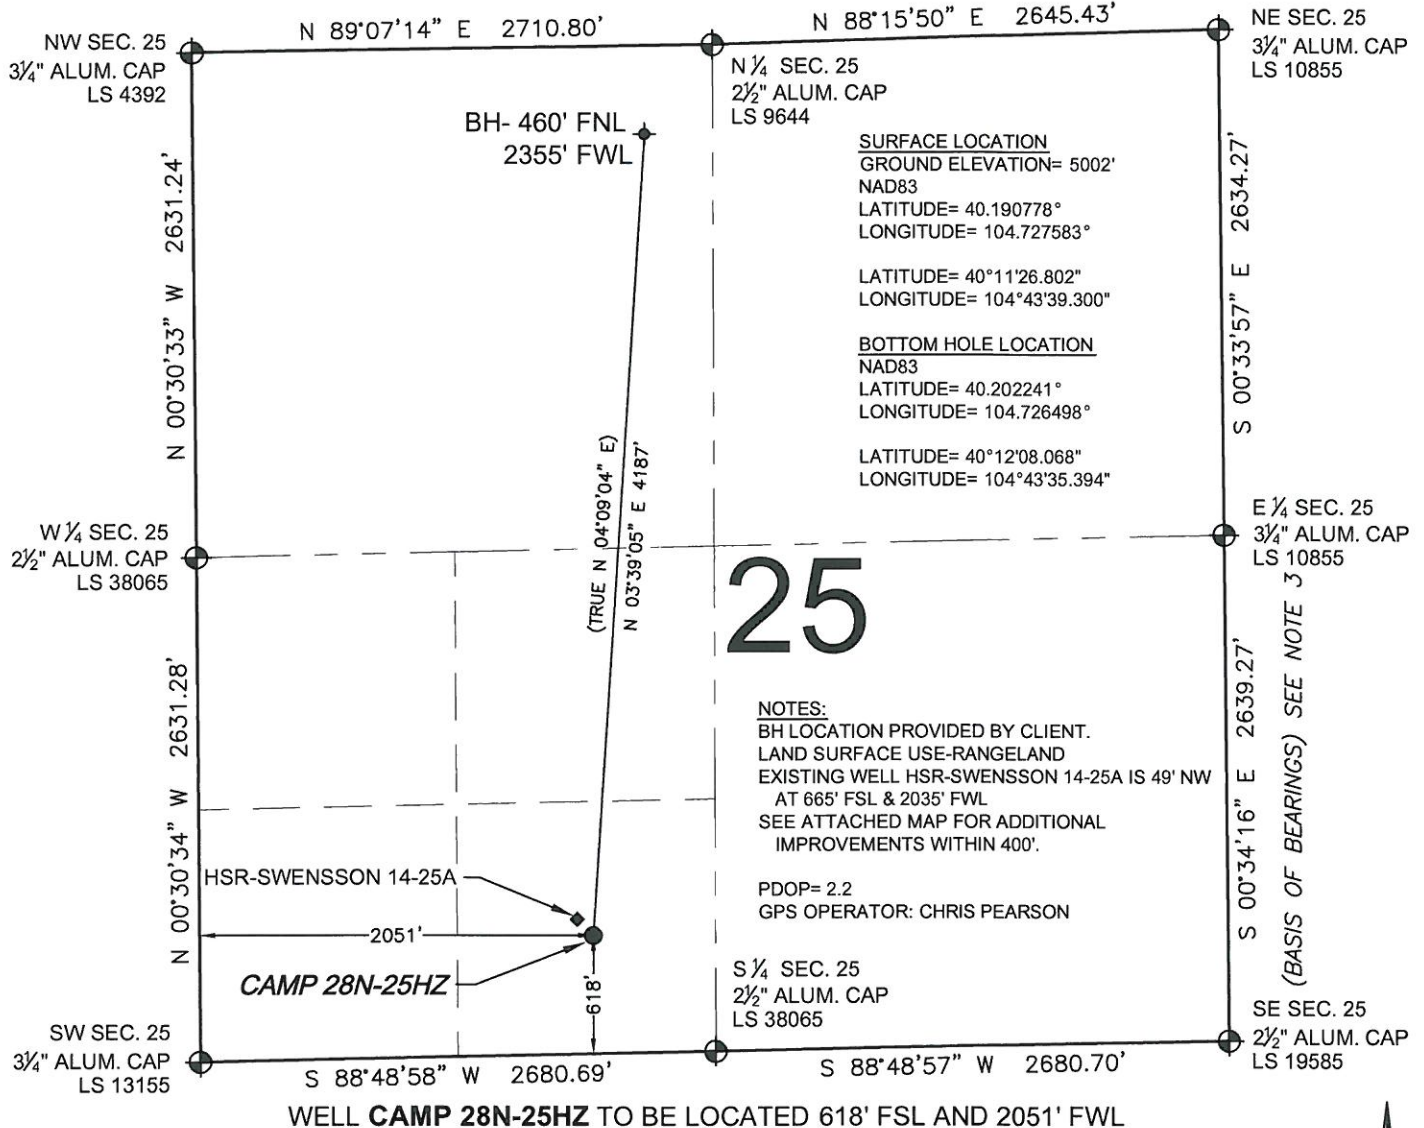 N 89°07'14" E 2710.80'
N 88°15'50" E 2645.43'
NW SEC. 25
3¼" ALUM. CAP
LS 4392
N ¼ SEC. 25
2½" ALUM. CAP
LS 9644
NE SEC. 25
3¼" ALUM. CAP
LS 10855
BH- 460' FNL
2355' FWL
SURFACE LOCATION
GROUND ELEVATION= 5002'
NAD83
LATITUDE= 40.190778°
LONGITUDE= 104.727583°
LATITUDE= 40°11'26.802"
LONGITUDE= 104°43'39.300"
BOTTOM HOLE LOCATION
NAD83
LATITUDE= 40.202241°
LONGITUDE= 104.726498°
LATITUDE= 40°12'08.068"
LONGITUDE= 104°43'35.394"
N 00°30'33" W 2631.24'
S 00°33'57" E 2634.27'
(TRUE N 04°09'04" E)
N 03°39'05" E 4187'
W ¼ SEC. 25
2½" ALUM. CAP
LS 38065
E ¼ SEC. 25
3¼" ALUM. CAP
LS 10855
25
N 00°30'34" W 2631.28'
S 00°34'16" E 2639.27'
(BASIS OF BEARINGS) SEE NOTE 3
NOTES:
BH LOCATION PROVIDED BY CLIENT.
LAND SURFACE USE-RANGELAND
EXISTING WELL HSR-SWENSSON 14-25A IS 49' NW
AT 665' FSL & 2035' FWL
SEE ATTACHED MAP FOR ADDITIONAL
IMPROVEMENTS WITHIN 400'.
PDOP= 2.2
GPS OPERATOR: CHRIS PEARSON
HSR-SWENSSON 14-25A
2051'
CAMP 28N-25HZ
618'
SW SEC. 25
3¼" ALUM. CAP
LS 13155
S ¼ SEC. 25
2½" ALUM. CAP
LS 38065
SE SEC. 25
2½" ALUM. CAP
LS 19585
S 88°48'58" W 2680.69'
S 88°48'57" W 2680.70'
WELL CAMP 28N-25HZ TO BE LOCATED 618' FSL AND 2051' FWL